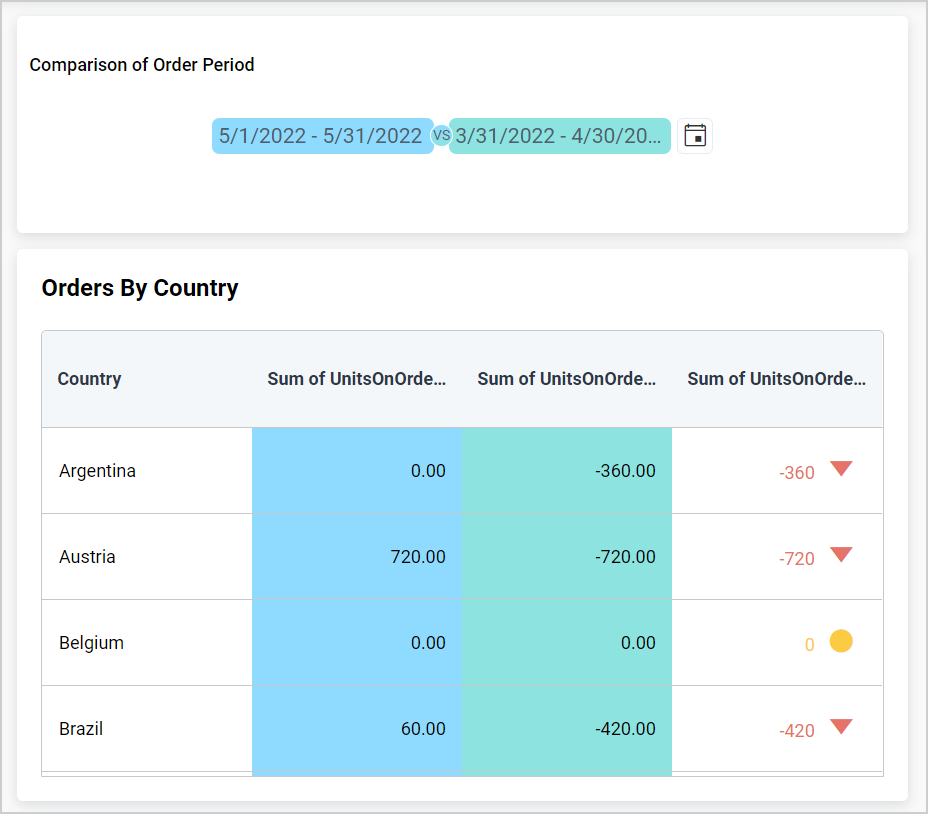 Comparison of Order Period
5/1/2022 - 5/31/2022 VS 3/31/2022 - 4/30/20...
Orders By Country
Country Sum of UnitsOnOrde... Sum of UnitsOnOrde... Sum of UnitsOnOrde...
Argentina 0.00 -360.00 -360
Austria 720.00 -720.00 -720
Belgium 0.00 0.00 0
Brazil 60.00 -420.00 -420